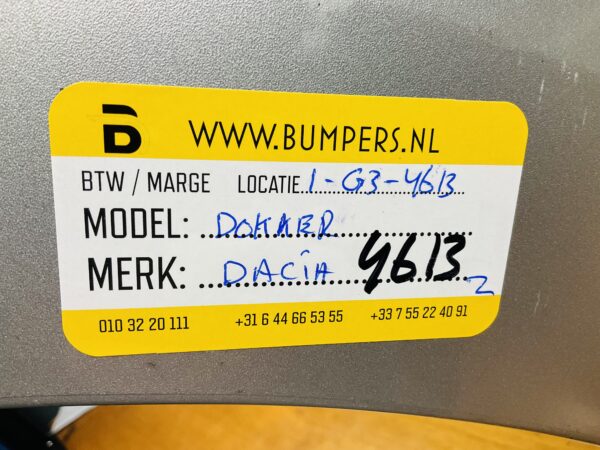 WWW.BUMPERS.NL
BTW / MARGE LOCATIE 1-G3-4613
MODEL: DOKKER
MERK: DACIA 4613 2
010 32 20 111 +31 6 44 66 53 55 +33 7 55 22 40 91